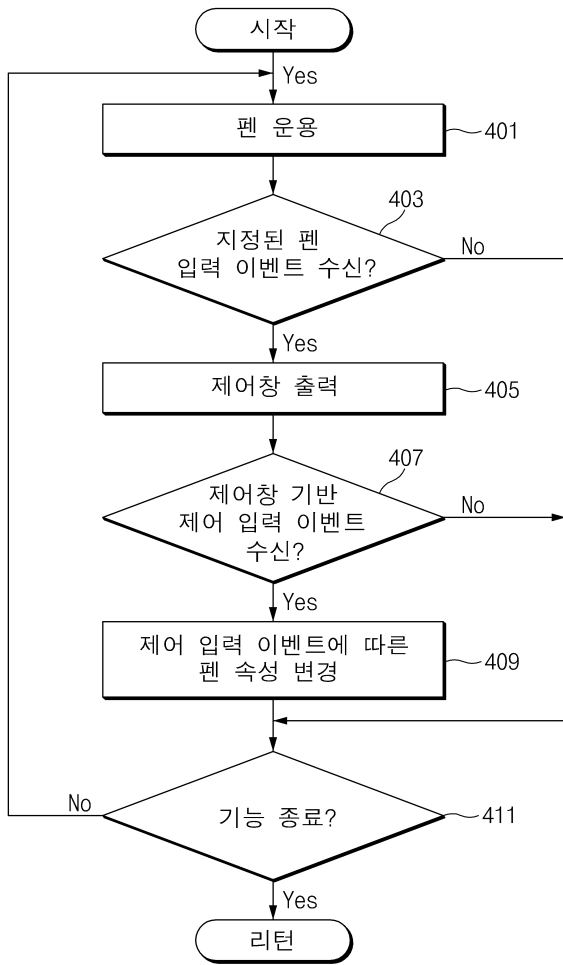 시작
Yes
펜 운용
401
403
지정된 펜
입력 이벤트 수신?
No
Yes
제어창 출력
405
407
제어창 기반
제어 입력 이벤트
수신?
No
Yes
제어 입력 이벤트에 따른
펜 속성 변경
409
No
기능 종료?
411
Yes
리턴